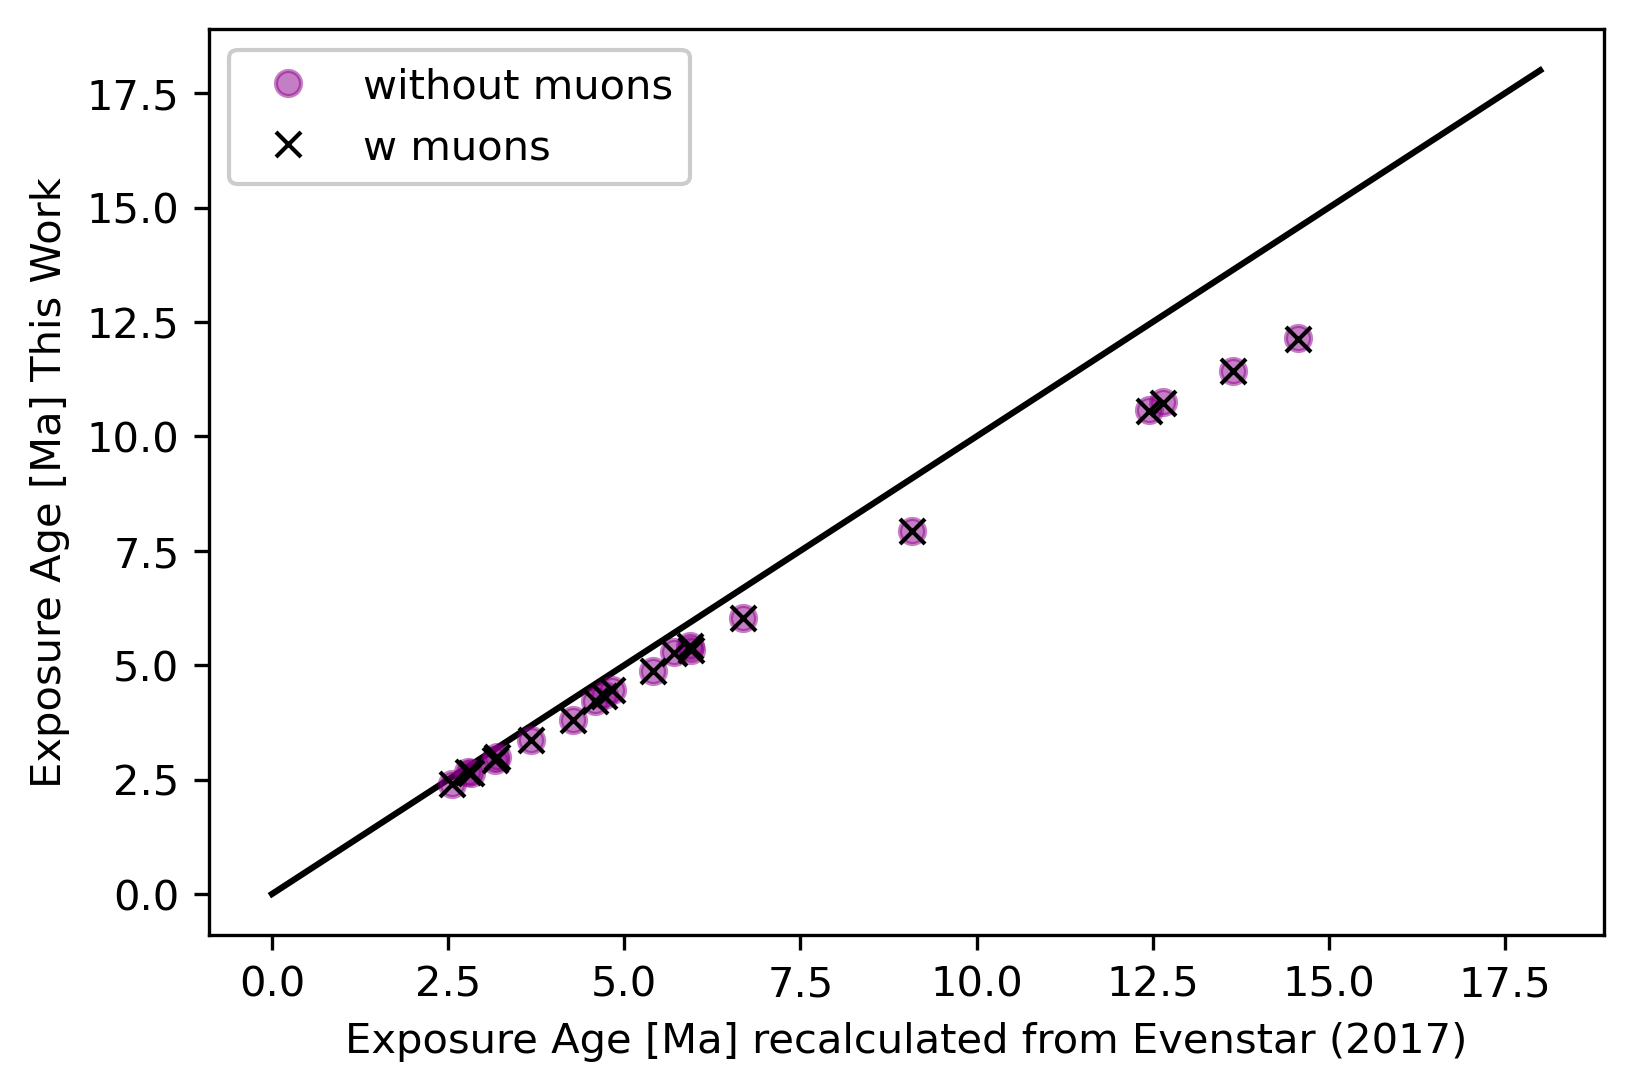 without muons
w muons
Exposure Age [Ma] This Work
17.5
15.0
12.5
10.0
7.5
5.0
2.5
0.0
0.0 2.5 5.0 7.5 10.0 12.5 15.0 17.5
Exposure Age [Ma] recalculated from Evenstar (2017)